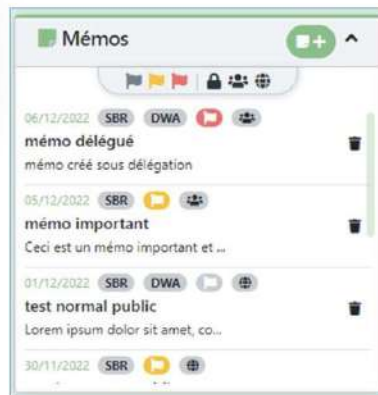 Mémos
06/12/2022 SBR DWA
mémo délégué
mémo créé sous délégation
05/12/2022 SBR
mémo important
Ceci est un mémo important et ...
01/12/2022 SBR DWA
test normal public
Lorem ipsum dolor sit amet, co...
30/11/2022 SBR